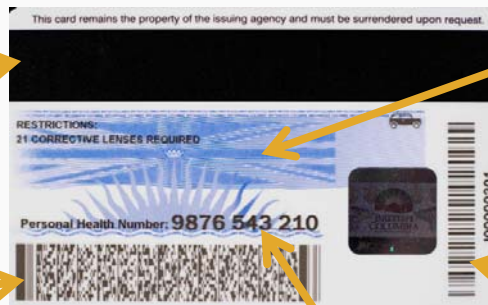 This card remains the property of the issuing agency and must be surrendered upon request.
RESTRICTIONS:
21 CORRECTIVE LENSES REQUIRED
Personal Health Number: 9876 543 210
BRITISH
COLUMBIA